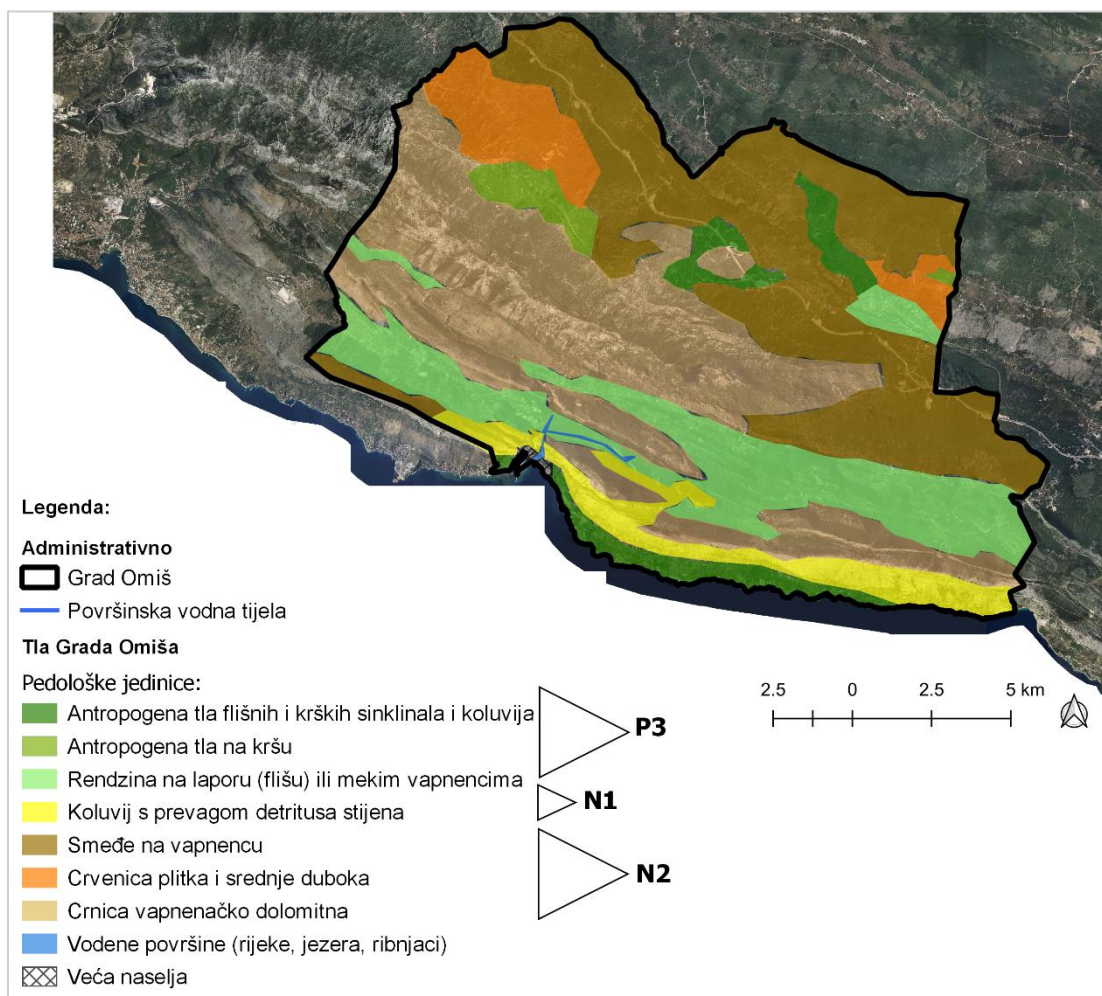 Legenda:
Administrativno
Grad Omiš
Površinska vodna tijela
Tla Grada Omiša
Pedološke jedinice:
Antropogena tla flišnih i krških sinklinala i koluvija
Antropogena tla na kršu
Rendzina na laporu (flišu) ili mekim vapnencima
Koluvij s prevagom detritusa stijena
Smeđe na vapnencu
Crvenica plitka i srednje duboka
Crnica vapnenačko dolomitna
Vodene površine (rijeke, jezera, ribnjaci)
Veća naselja
P3
N1
N2
2.5 0 2.5 5 km